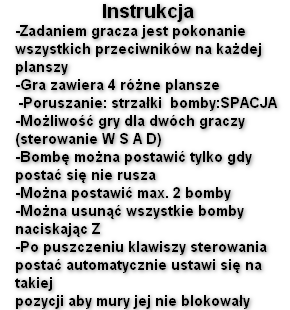 Instrukcja
-Zadaniem gracza jest pokonanie
wszystkich przeciwników na każdej
planszy
-Gra zawiera 4 różne plansze
-Poruszanie: strzałki bomby:SPACJA
-Możliwość gry dla dwóch graczy
(sterowanie W S A D)
-Bombę można postawić tylko gdy
postać się nie rusza
-Można postawić max. 2 bomby
-Można usunąć wszystkie bomby
naciskając Z
-Po puszczeniu klawiszy sterowania
postać automatycznie ustawi się na
takiej
pozycji aby mury jej nie blokowały